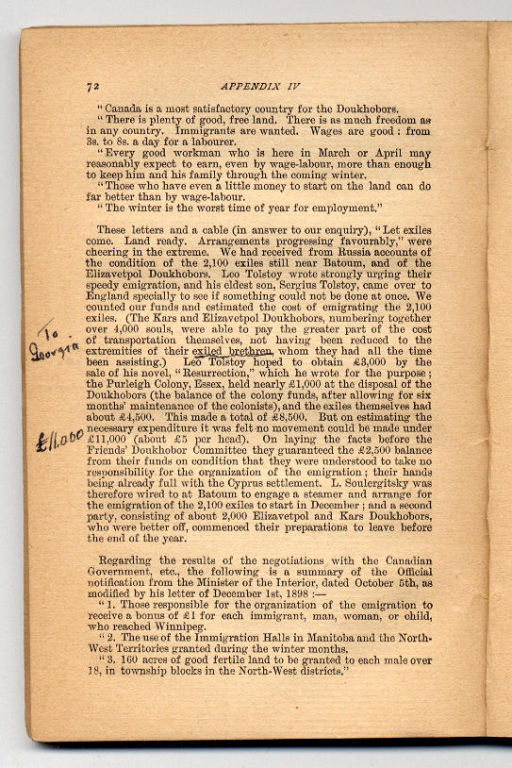 72 APPENDIX IV
“Canada is a most satisfactory country for the Doukhobors.
“There is plenty of good, free land. There is as much freedom as
in any country. Immigrants are wanted. Wages are good : from
3s. to 8s. a day for a labourer.
“Every good workman who is here in March or April may
reasonably expect to earn, even by wage-labour, more than enough
to keep him and his family through the coming winter.
“Those who have even a little money to start on the land can do
far better than by wage-labour.
“The winter is the worst time of year for employment.”
These letters and a cable (in answer to our enquiry), “Let exiles
come. Land ready. Arrangements progressing favourably,” were
cheering in the extreme. We had received from Russia accounts of
the condition of the 2,100 exiles still near Batoum, and of the
Elizavetpol Doukhobors. Leo Tolstoy wrote strongly urging their
speedy emigration, and his eldest son, Sergius Tolstoy, came over to
England specially to see if something could not be done at once. We
counted our funds and estimated the cost of emigrating the 2,100
exiles. (The Kars and Elizavetpol Doukhobors, numbering together
over 4,000 souls, were able to pay the greater part of the cost
of transportation themselves, not having been reduced to the
extremities of their exiled brethren, whom they had all the time
been assisting.) Leo Tolstoy hoped to obtain £3,000 by the
sale of his novel, “Resurrection,” which he wrote for the purpose ;
the Purleigh Colony, Essex, held nearly £1,000 at the disposal of the
Doukhobors (the balance of the colony funds, after allowing for six
months’ maintenance of the colonists), and the exiles themselves had
about £4,500. This made a total of £8,500. But on estimating the
necessary expenditure it was felt no movement could be made under
£11,000 (about £5 per head). On laying the facts before the
Friends’ Doukhobor Committee they guaranteed the £2,500 balance
from their funds on condition that they were understood to take no
responsibility for the organization of the emigration ; their hands
being already full with the Cyprus settlement. L. Soulergitsky was
therefore wired to at Batoum to engage a steamer and arrange for
the emigration of the 2,100 exiles to start in December ; and a second
party, consisting of about 2,000 Elizavetpol and Kars Doukhobors,
who were better off, commenced their preparations to leave before
the end of the year.
Regarding the results of the negotiations with the Canadian
Government, etc., the following is a summary of the Official
notification from the Minister of the Interior, dated October 5th, as
modified by his letter of December 1st, 1898 :—
“1. Those responsible for the organization of the emigration to
receive a bonus of £1 for each immigrant, man, woman, or child,
who reached Winnipeg.
“2. The use of the Immigration Halls in Manitoba and the North-
West Territories granted during the winter months.
“3. 160 acres of good fertile land to be granted to each male over
18, in township blocks in the North-West districts.”
To
Georgia
£11,000